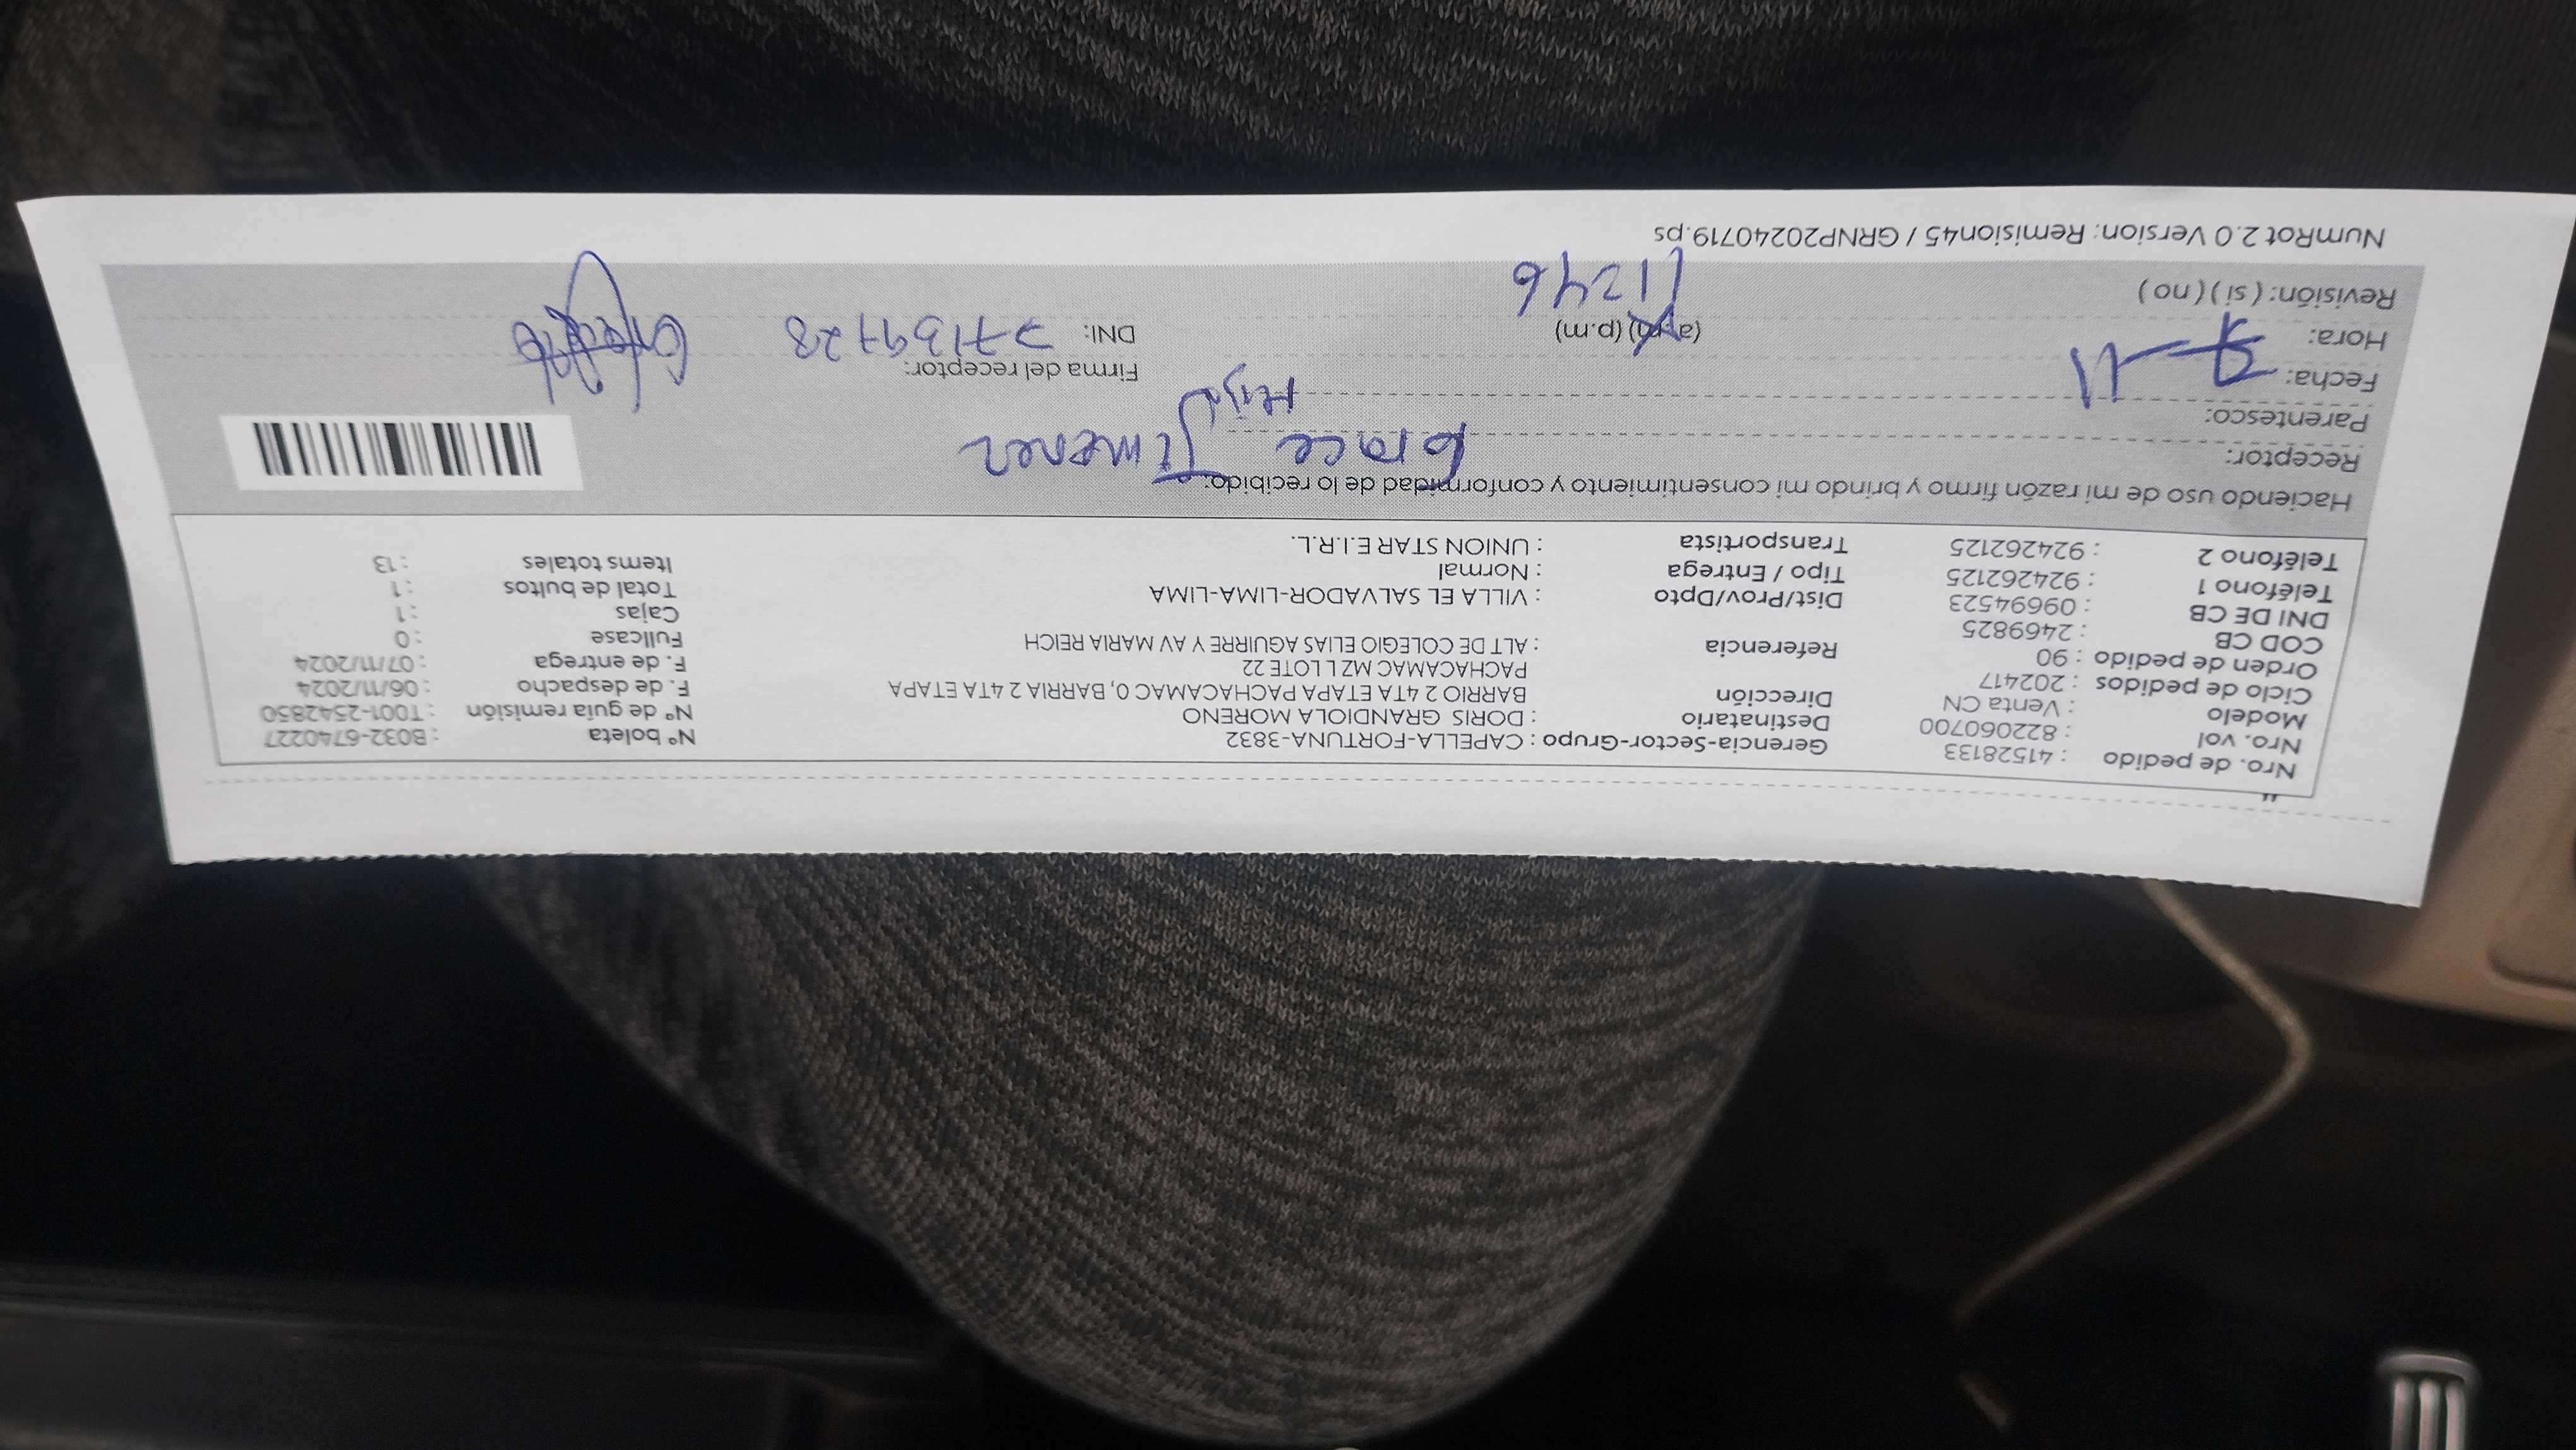 Nro. de pedido : 41528133 Gerencia-Sector-Grupo : CAPELLA-FORTUNA-3832 N° boleta : B032-6740227
Nro. vol : 822060700 Destinatario : DORIS GRANDIOLA MORENO N° de guía remisión : T001-2542850
Modelo : Venta CN Dirección BARRIO 2 4TA ETAPA PACHACAMAC 0, BARRIA 2 4TA ETAPA F. de despacho : 06/11/2024
Ciclo de pedidos : 202417 PACHACAMAC MZ L LOTE 22 F. de entrega : 07/11/2024
Orden de pedido : 90 Referencia : ALT DE COLEGIO ELIAS AGUIRRE Y AV MARIA REICH Fullcase : 0
COD CB : 2469825 Cajas : 1
DNI DE CB : 09694523 Dist/Prov/Dpto : VILLA EL SALVADOR-LIMA-LIMA Total de bultos : 1
Teléfono 1 : 924262125 Tipo / Entrega : Normal Items totales : 13
Teléfono 2 : 924262125 Transportista : UNION STAR E.I.R.L.
Haciendo uso de mi razón firmo y brindo mi consentimiento y conformidad de lo recibido:
Receptor: Grace Jimenez
Parentesco: Hija
Fecha: 7-11 Firma del receptor:
Hora: (a.m) (p.m) DNI:
Revisión: ( si ) ( no )
NumRot 2.0 Version: Remision45 / GRNP20240719.ps